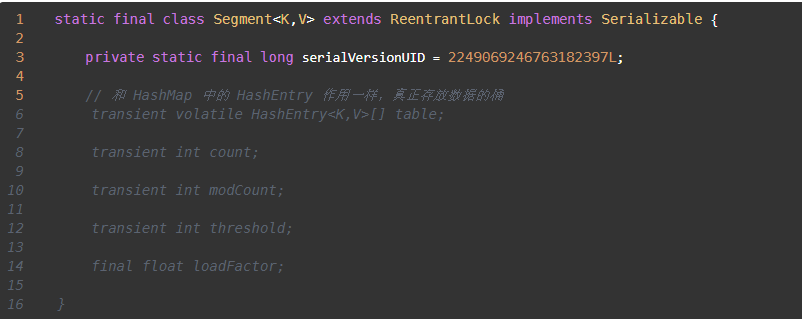 1 static final class Segment<K,V> extends ReentrantLock implements Serializable {
2
3 private static final long serialVersionUID = 2249069246763182397L;
4
5 // 和 HashMap 中的 HashEntry 作用一样，真正存放数据的桶
6 transient volatile HashEntry<K,V>[] table;
7
8 transient int count;
9
10 transient int modCount;
11
12 transient int threshold;
13
14 final float loadFactor;
15
16 }